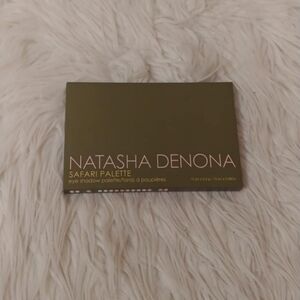 NATASHA DENONA
SAFARI PALETTE
eye shadow palette/fards à paupières